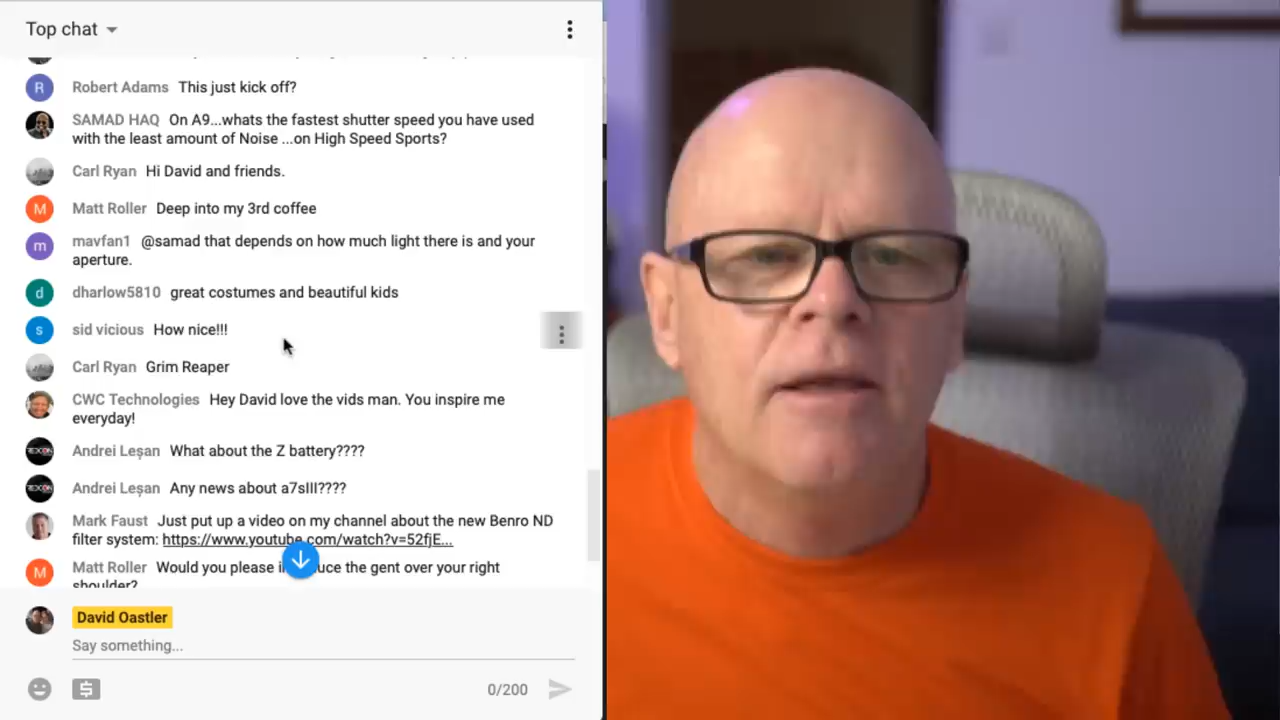 Top chat
R Robert Adams This just kick off?
SAMAD HAQ On A9...whats the fastest shutter speed you have used
with the least amount of Noise ...on High Speed Sports?
Carl Ryan Hi David and friends.
M Matt Roller Deep into my 3rd coffee
m mavfan1 @samad that depends on how much light there is and your
aperture.
d dharlow5810 great costumes and beautiful kids
s sid vicious How nice!!!
Carl Ryan Grim Reaper
CWC Technologies Hey David love the vids man. You inspire me
everyday!
Andrei Leșan What about the Z battery????
Andrei Leșan Any news about a7sIII????
Mark Faust Just put up a video on my channel about the new Benro ND
filter system: https://www.youtube.com/watch?v=52fjE...
M Matt Roller Would you please the gent over your right
shoulder?
David Oastler
Say something...
0/200